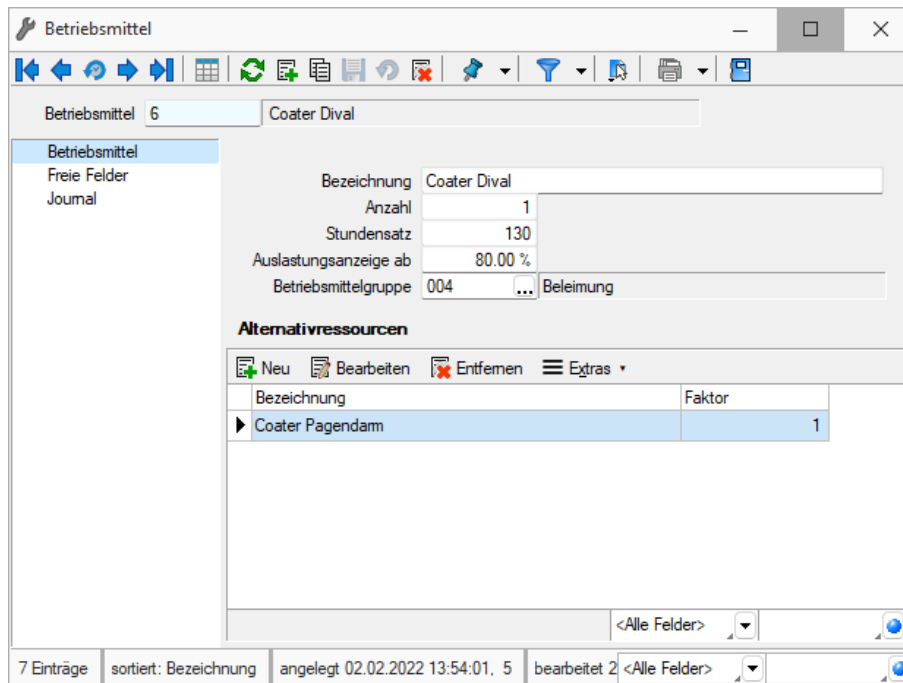 Betriebsmittel
Betriebsmittel 6 Coater Dival
Betriebsmittel
Freie Felder
Journal
Bezeichnung Coater Dival
Anzahl 1
Stundensatz 130
Auslastungsanzeige ab 80.00 %
Betriebsmittelgruppe 004 ... Beleimung
Alternativressourcen
Neu Bearbeiten Entfernen Extras
Bezeichnung Faktor
Coater Pagendarm 1
<Alle Felder>
7 Einträge sortiert: Bezeichnung angelegt 02.02.2022 13:54:01, 5 bearbeitet 2 <Alle Felder>